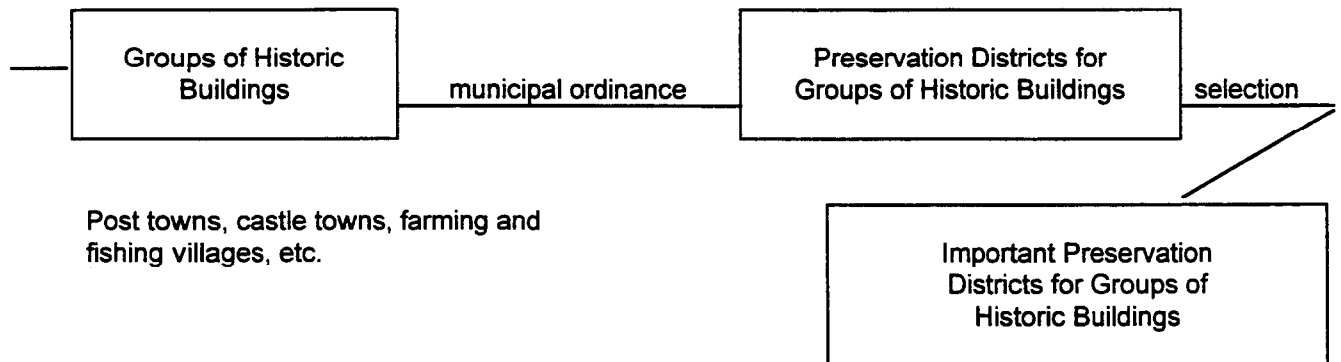 Groups of Historic
Buildings
municipal ordinance
Preservation Districts for
Groups of Historic Buildings
selection
Post towns, castle towns, farming and
fishing villages, etc.
Important Preservation
Districts for Groups of
Historic Buildings